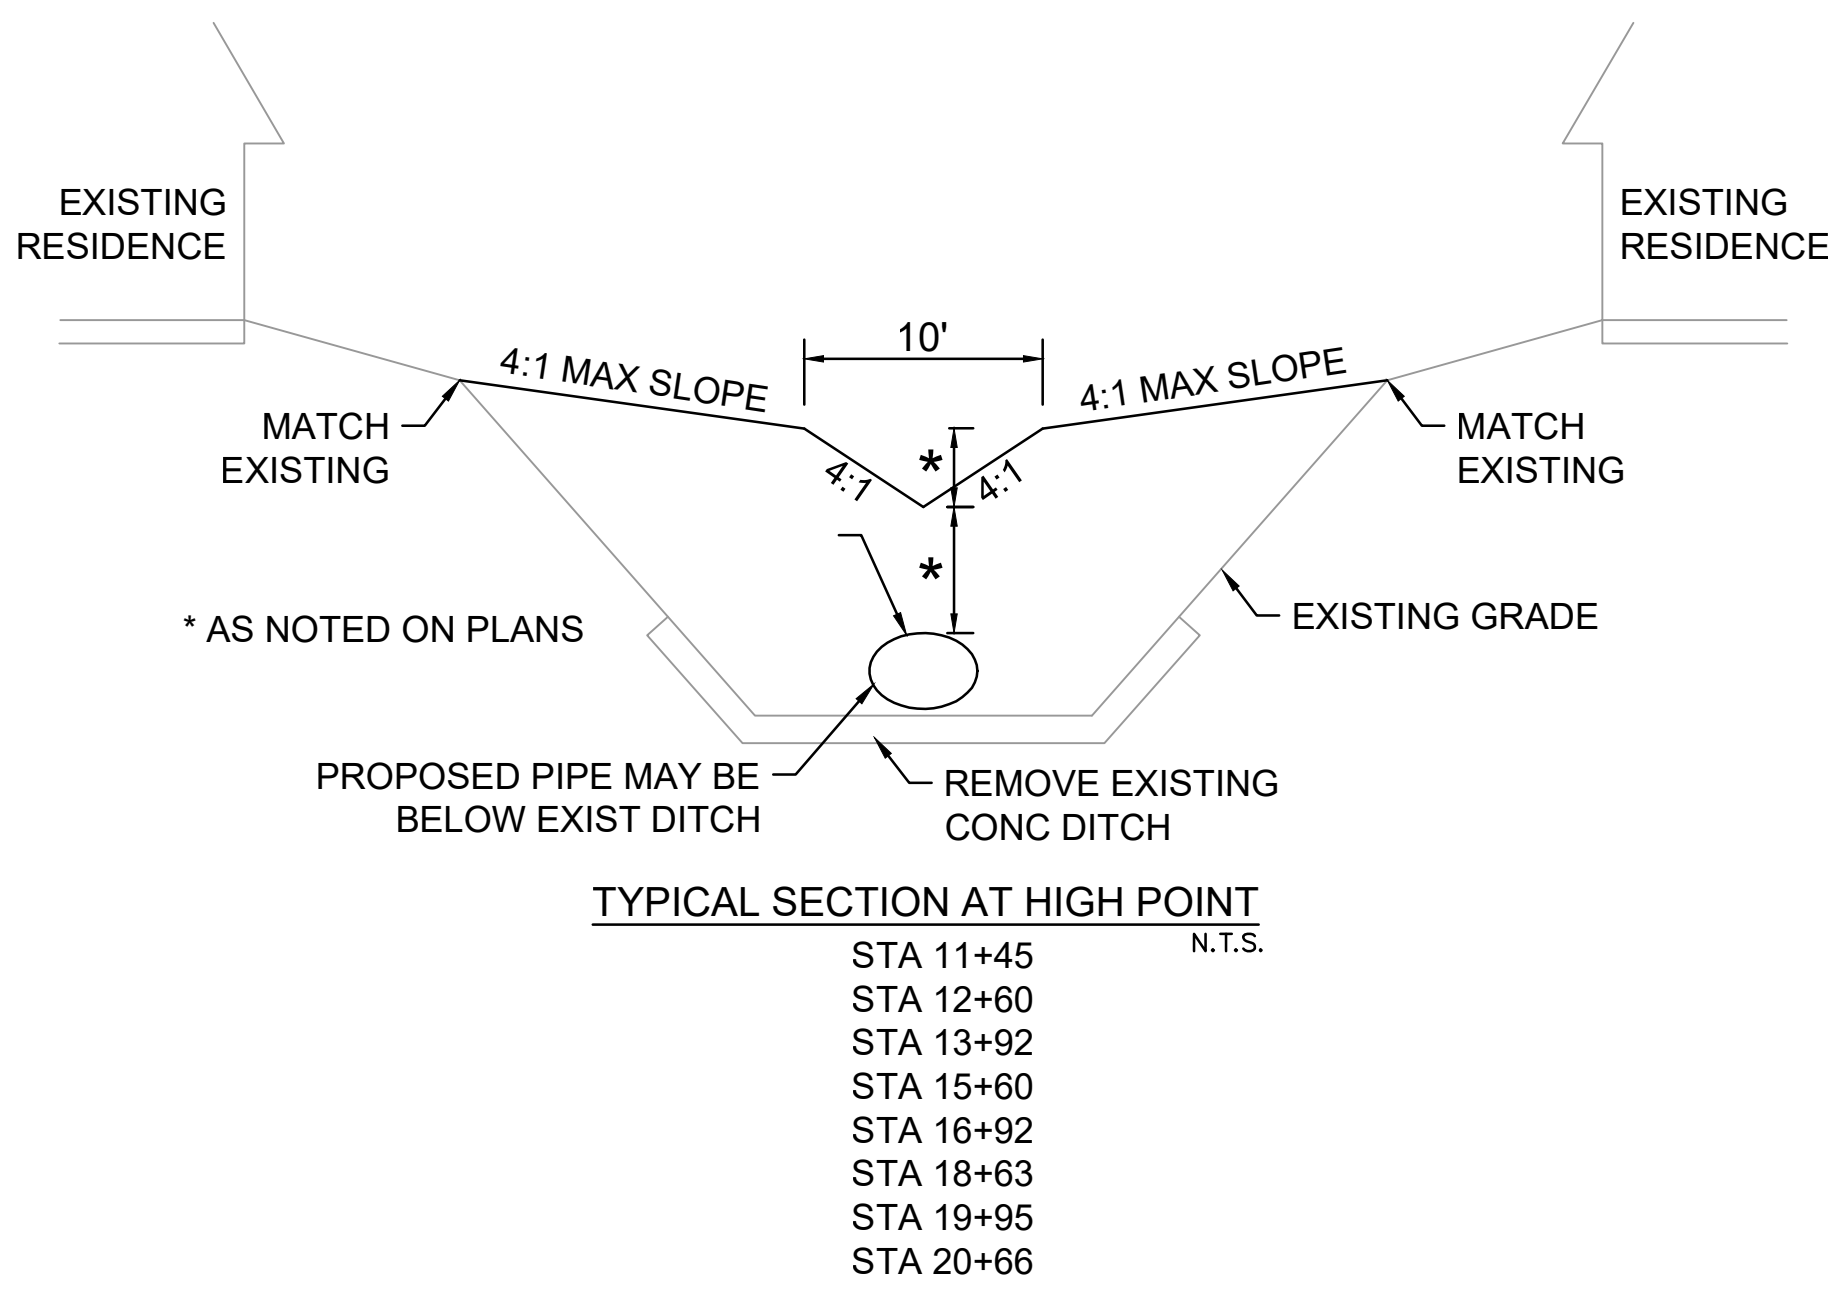 EXISTING
RESIDENCE
EXISTING
RESIDENCE
10'
4:1 MAX SLOPE
4:1 MAX SLOPE
MATCH
EXISTING
MATCH
EXISTING
*
4:1
4:1
*
* AS NOTED ON PLANS
EXISTING GRADE
PROPOSED PIPE MAY BE
BELOW EXIST DITCH
REMOVE EXISTING
CONC DITCH
TYPICAL SECTION AT HIGH POINT
N.T.S.
STA 11+45
STA 12+60
STA 13+92
STA 15+60
STA 16+92
STA 18+63
STA 19+95
STA 20+66